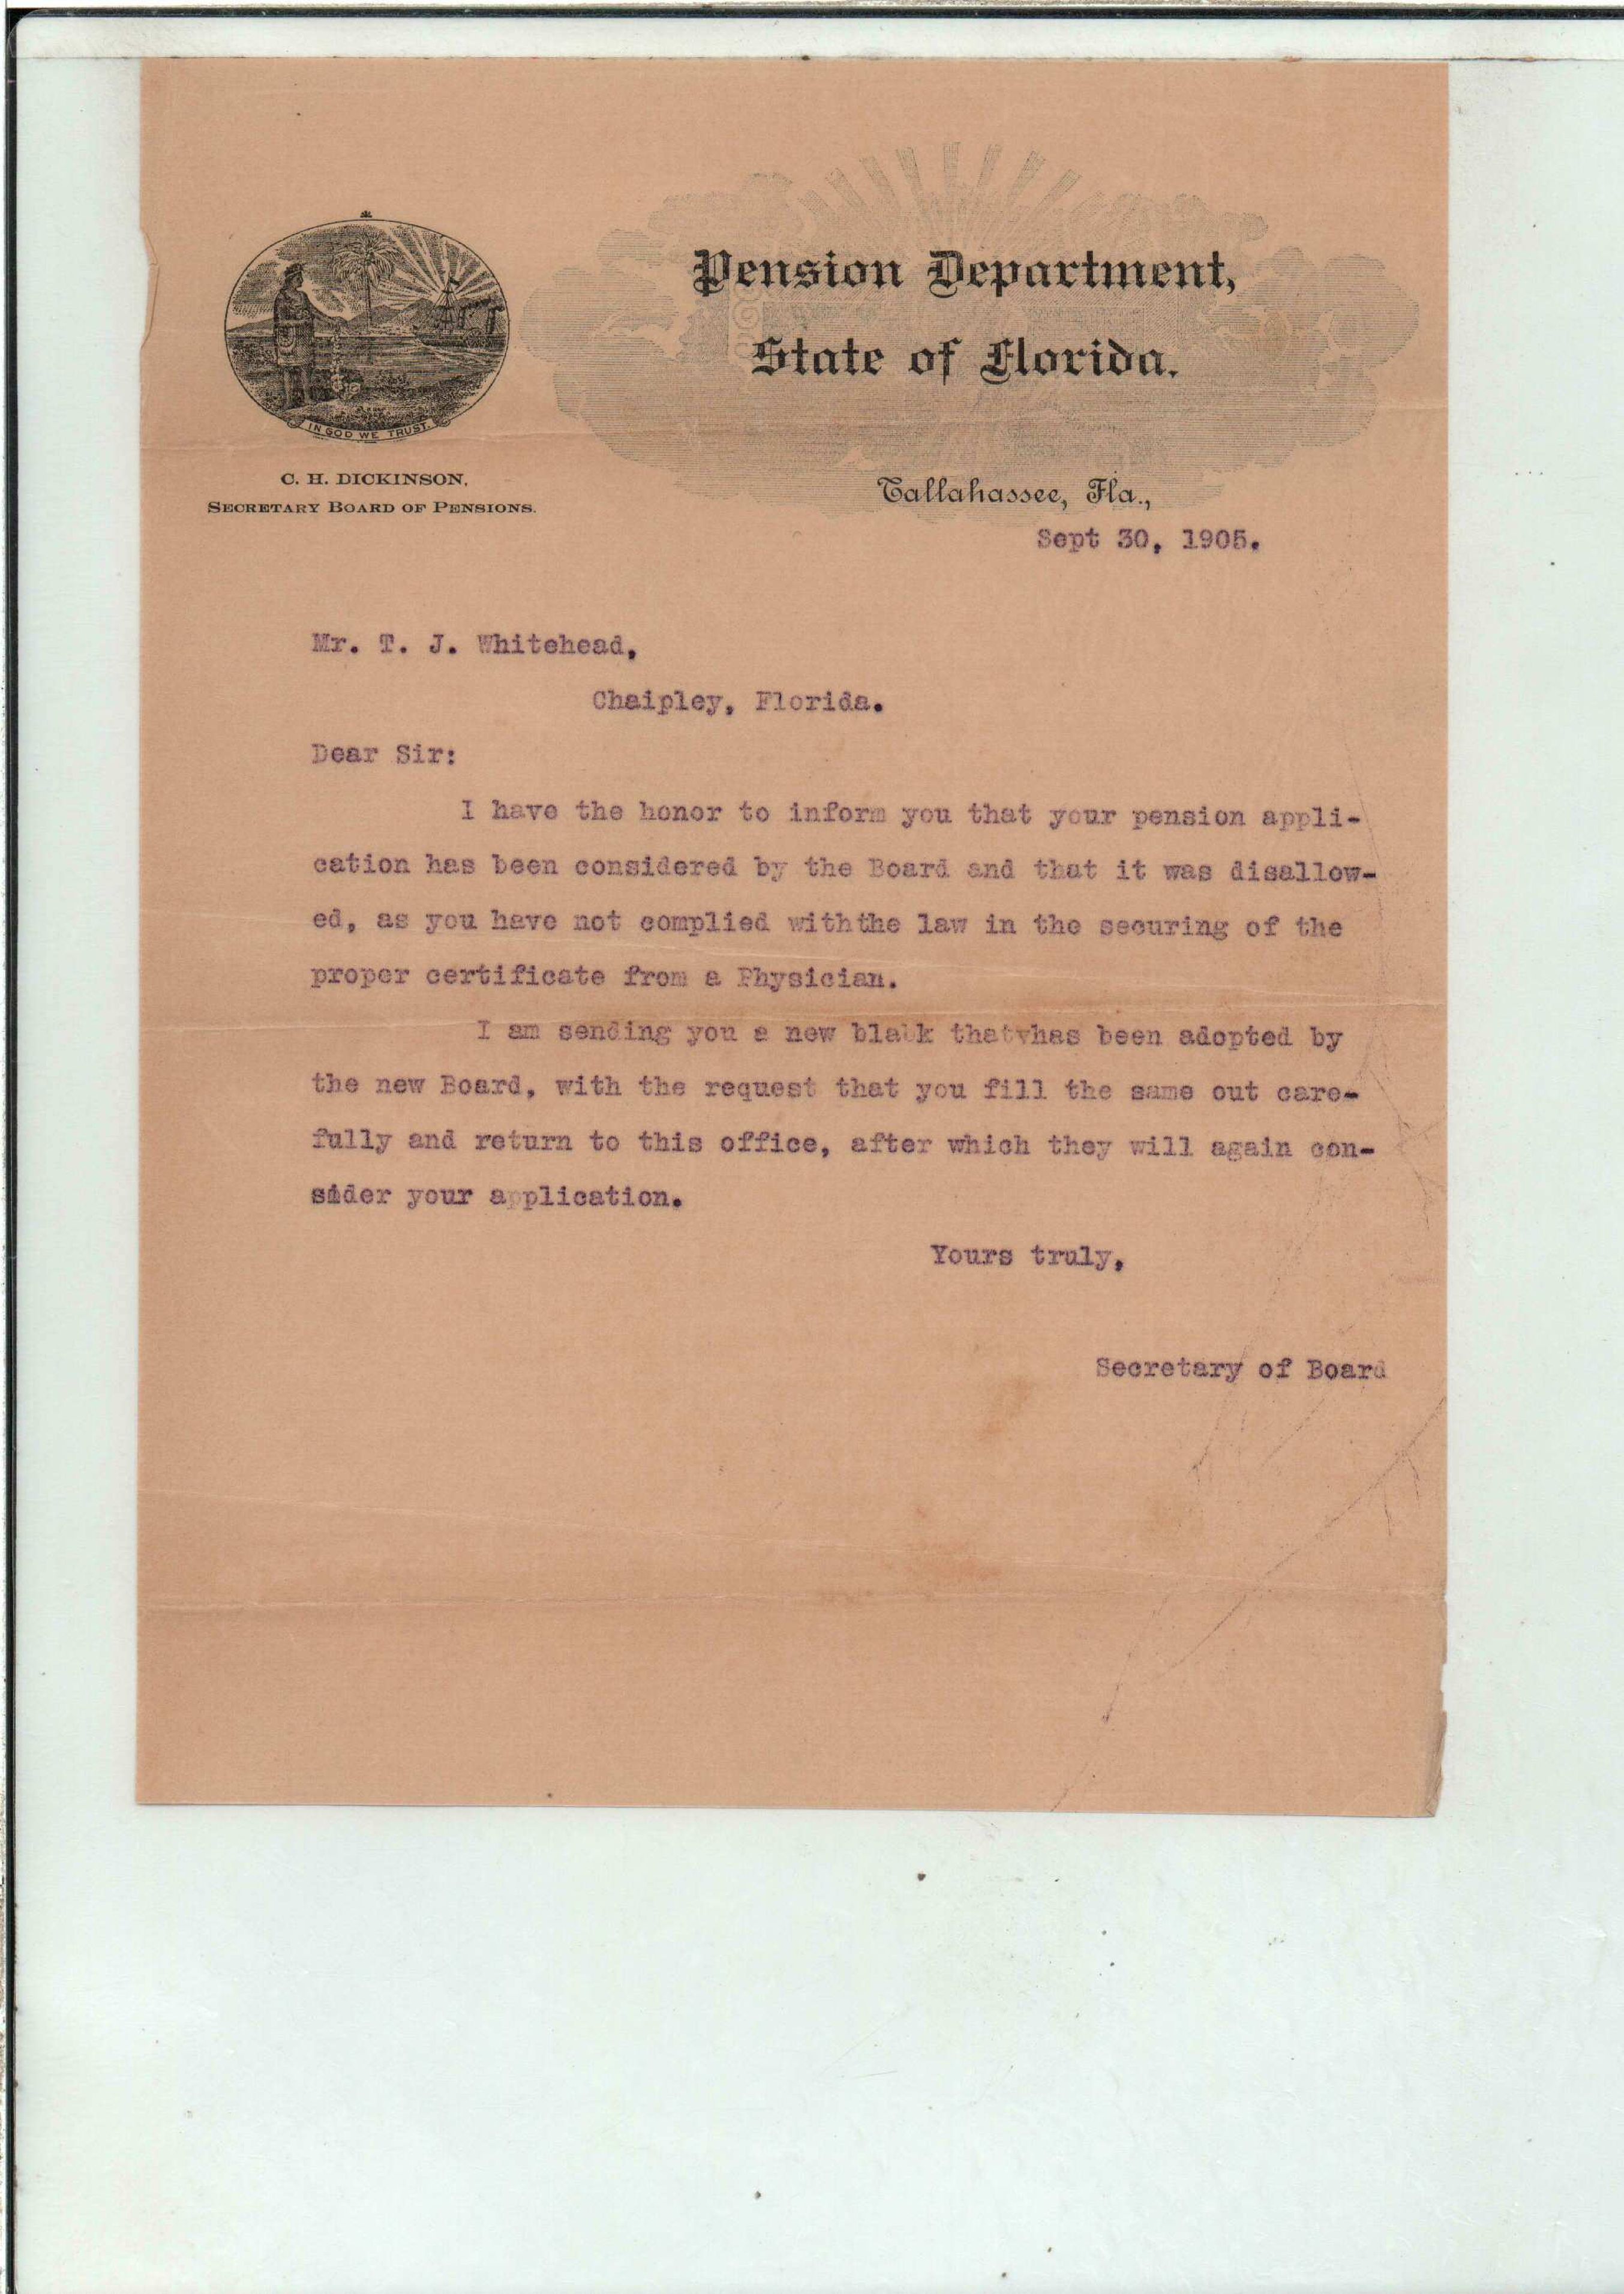 Pension Department,
State of Florida.
IN GOD WE TRUST.
C. H. DICKINSON,
SECRETARY BOARD OF PENSIONS.
Tallahassee, Fla.,
Sept 30, 1905.
Mr. T. J. Whitehead,
Chaipley, Florida.
Dear Sir:
I have the honor to inform you that your pension appli-
cation has been considered by the Board and that it was disallow-
ed, as you have not complied withthe law in the securing of the
proper certificate from a Physician.
I am sending you a new blank thatvhas been adopted by
the new Board, with the request that you fill the same out care-
fully and return to this office, after which they will again con-
sider your application.
Yours truly,
Secretary of Board